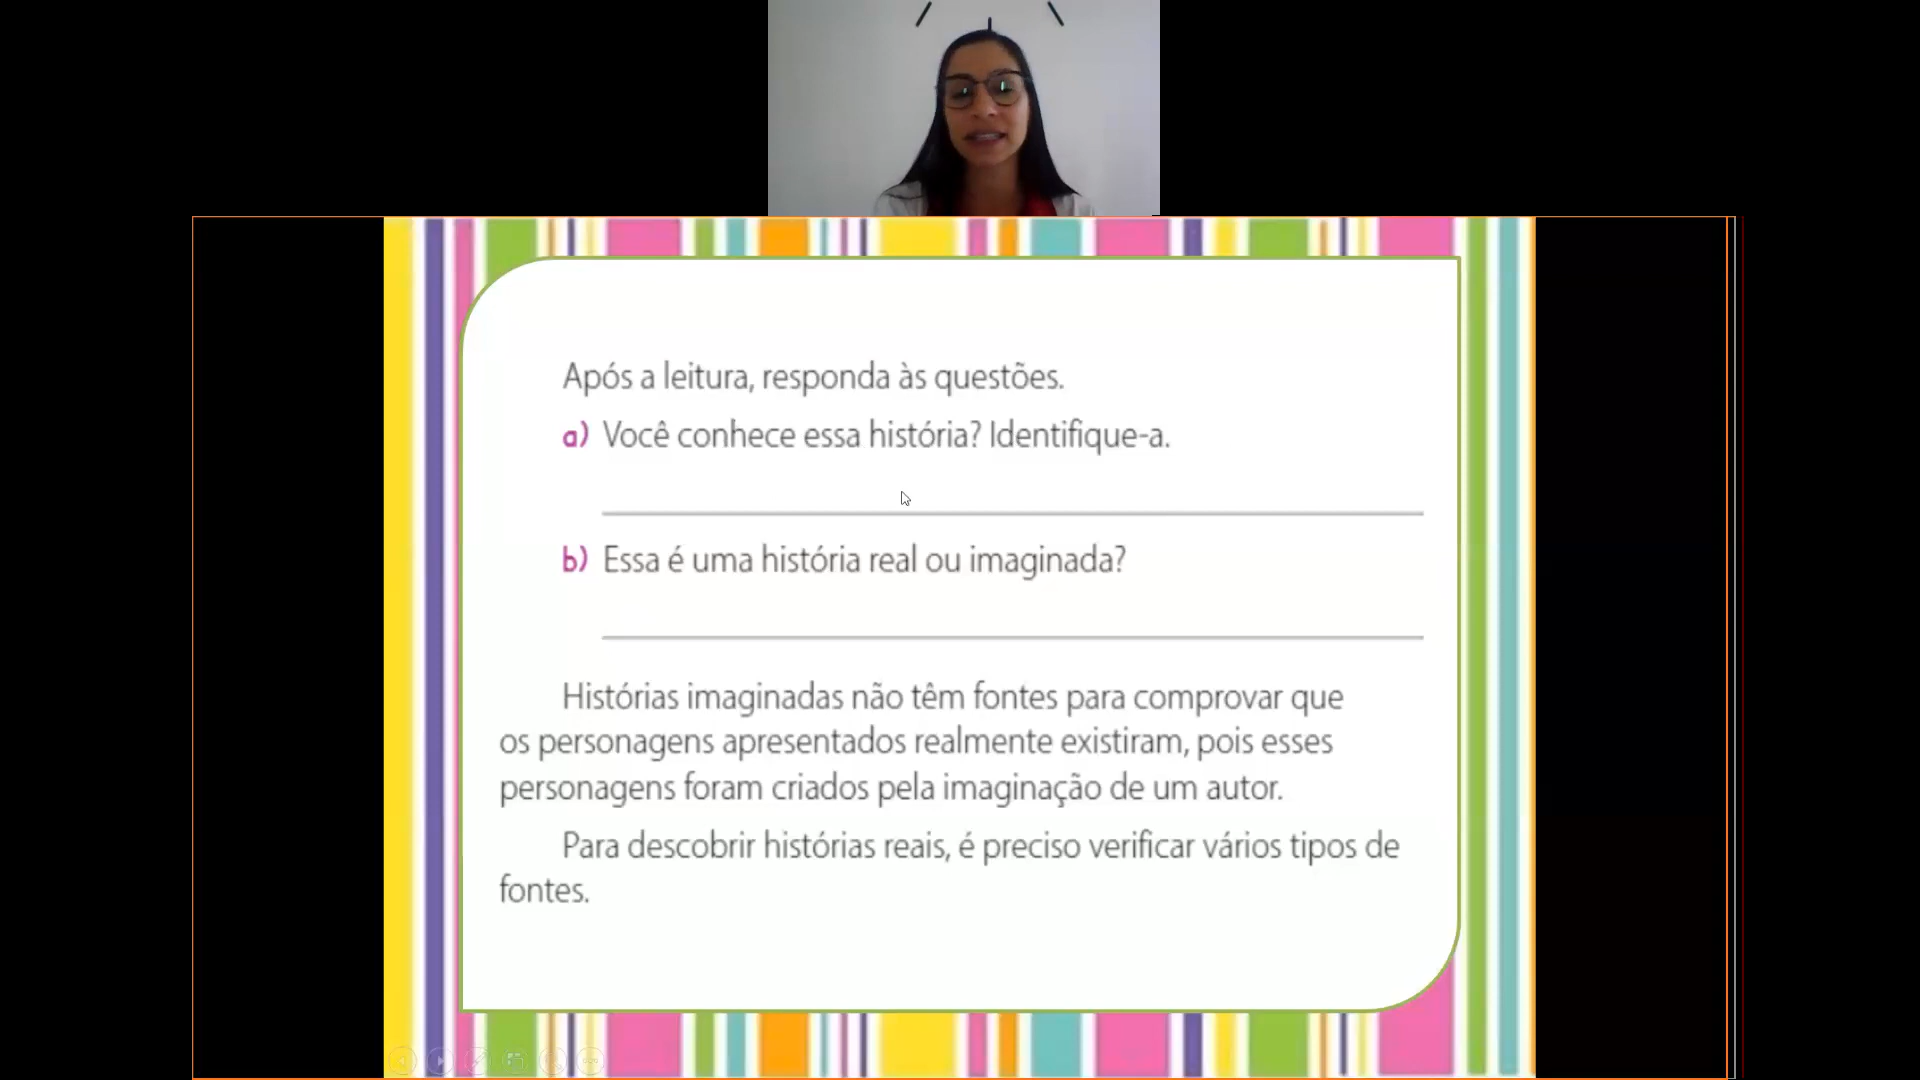 Após a leitura, responda às questões.
a) Você conhece essa história? Identifique-a.
b) Essa é uma história real ou imaginada?
Histórias imaginadas não têm fontes para comprovar que
os personagens apresentados realmente existiram, pois esses
personagens foram criados pela imaginação de um autor.
Para descobrir histórias reais, é preciso verificar vários tipos de
fontes.